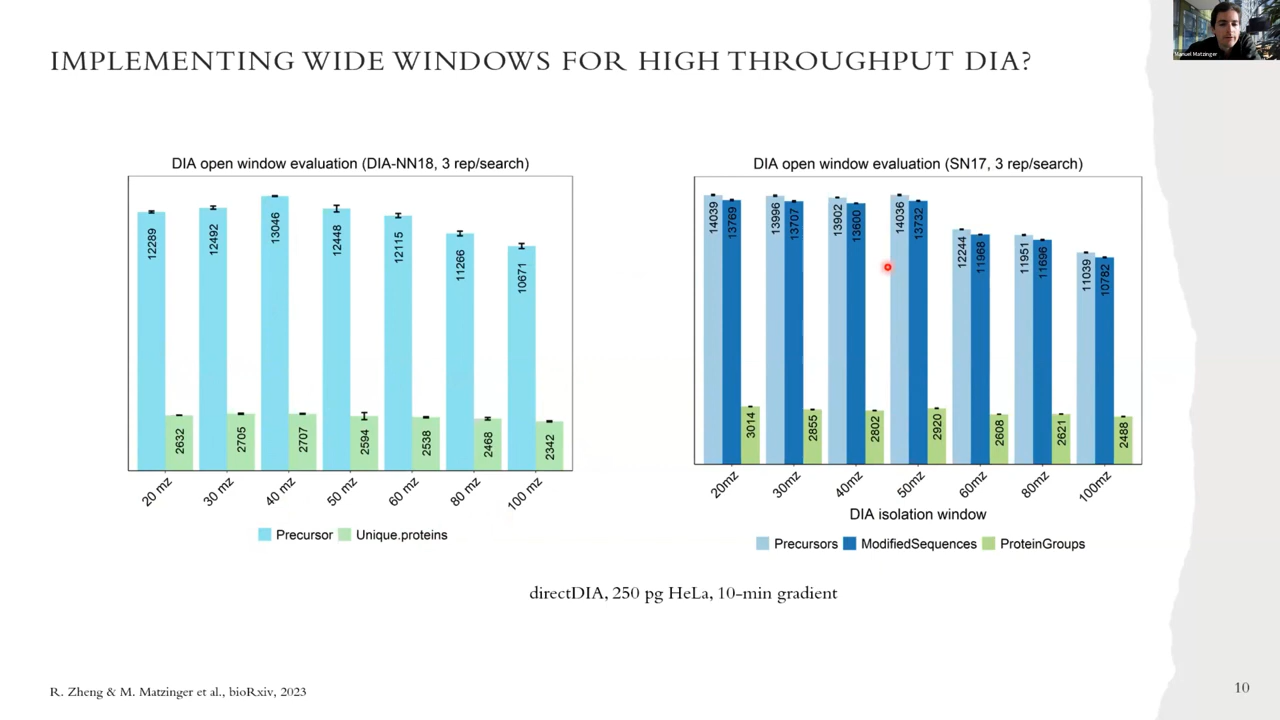 IMPLEMENTING WIDE WINDOWS FOR HIGH THROUGHPUT DIA?
Manuel Matzinger
DIA open window evaluation (DIA-NN18, 3 rep/search)
12289
2632
12492
2705
13046
2707
12448
2594
12115
2538
11266
2468
10671
2342
20 mz
30 mz
40 mz
50 mz
60 mz
80 mz
100 mz
Precursor
Unique.proteins
DIA open window evaluation (SN17, 3 rep/search)
14039
13769
3014
13996
13707
2855
13902
13600
2802
14036
13732
2920
12244
11968
2608
11951
11696
2621
11039
10782
2488
20mz
30mz
40mz
50mz
60mz
80mz
100mz
DIA isolation window
Precursors
ModifiedSequences
ProteinGroups
directDIA, 250 pg HeLa, 10-min gradient
R. Zheng & M. Matzinger et al., bioRxiv, 2023
10